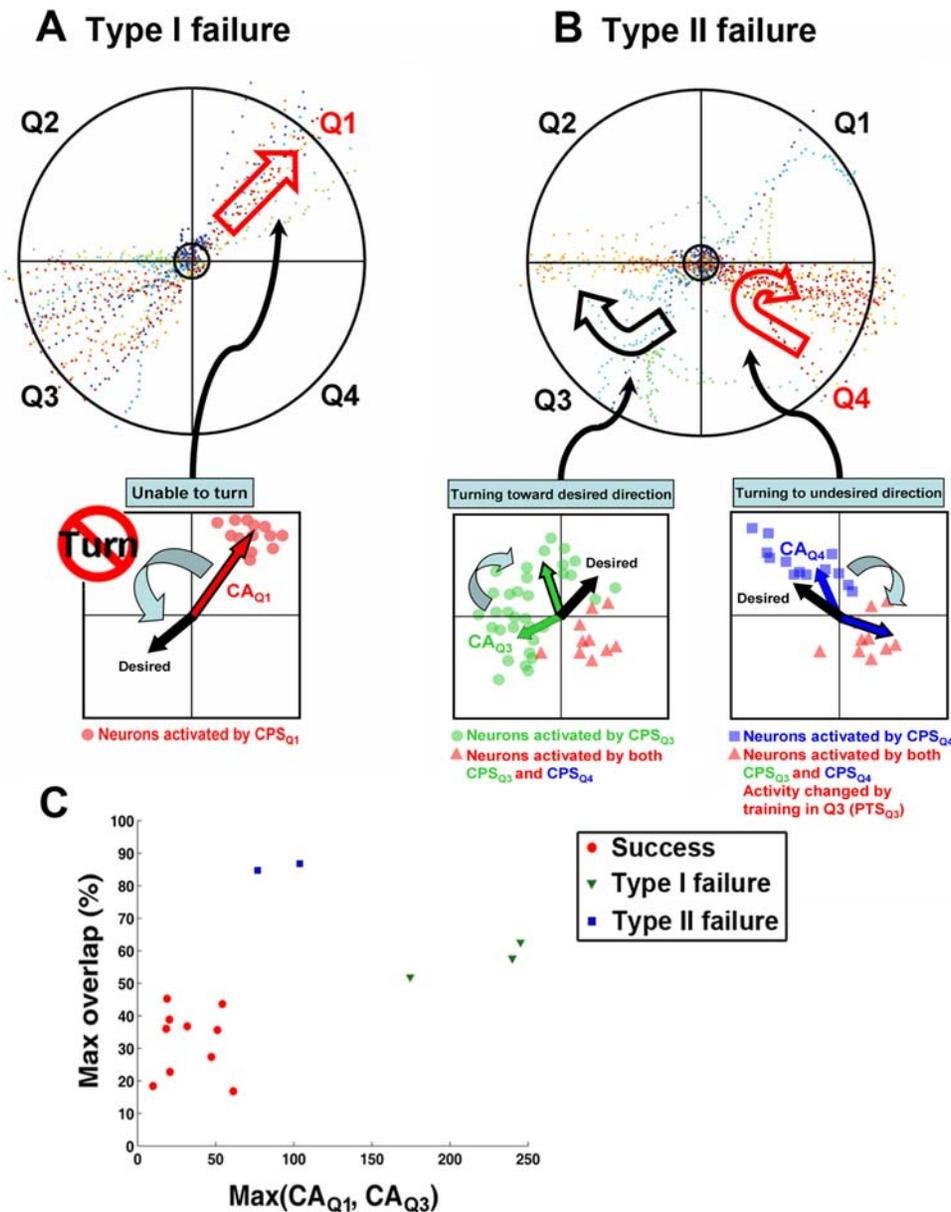 A Type I failure
B Type II failure
Q2
Q1
Q3
Q4
Q2
Q1
Q3
Q4
Unable to turn
Turn
CAQ1
Desired
Neurons activated by CPSQ1
Turning toward desired direction
Desired
CAQ3
Neurons activated by CPSQ3
Neurons activated by both
CPSQ3 and CPSQ4
Turning to undesired direction
CAQ4
Desired
Neurons activated by CPSQ4
Neurons activated by both
CPSQ3 and CPSQ4
Activity changed by
training in Q3 (PTSQ3)
C
Max overlap (%)
100
90
80
70
60
50
40
30
20
10
0
0 50 100 150 200 250
Max(CAQ1, CAQ3)
Success
Type I failure
Type II failure